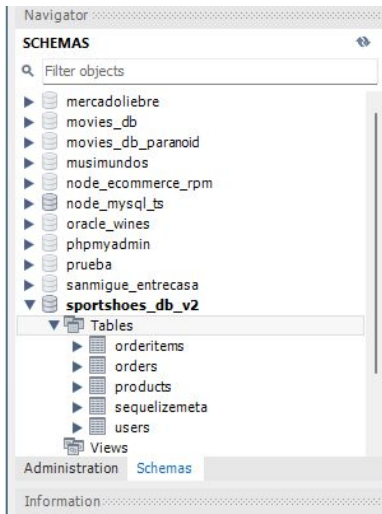 Navigator
SCHEMAS
Filter objects
mercadoliebre
movies_db
movies_db_paranoid
musimundos
node_ecommerce_rpm
node_mysql_ts
oracle_wines
phpmyadmin
prueba
sanmigue_entrecasa
sportshoes_db_v2
Tables
orderitems
orders
products
sequelizemeta
users
Views
Administration Schemas
Information